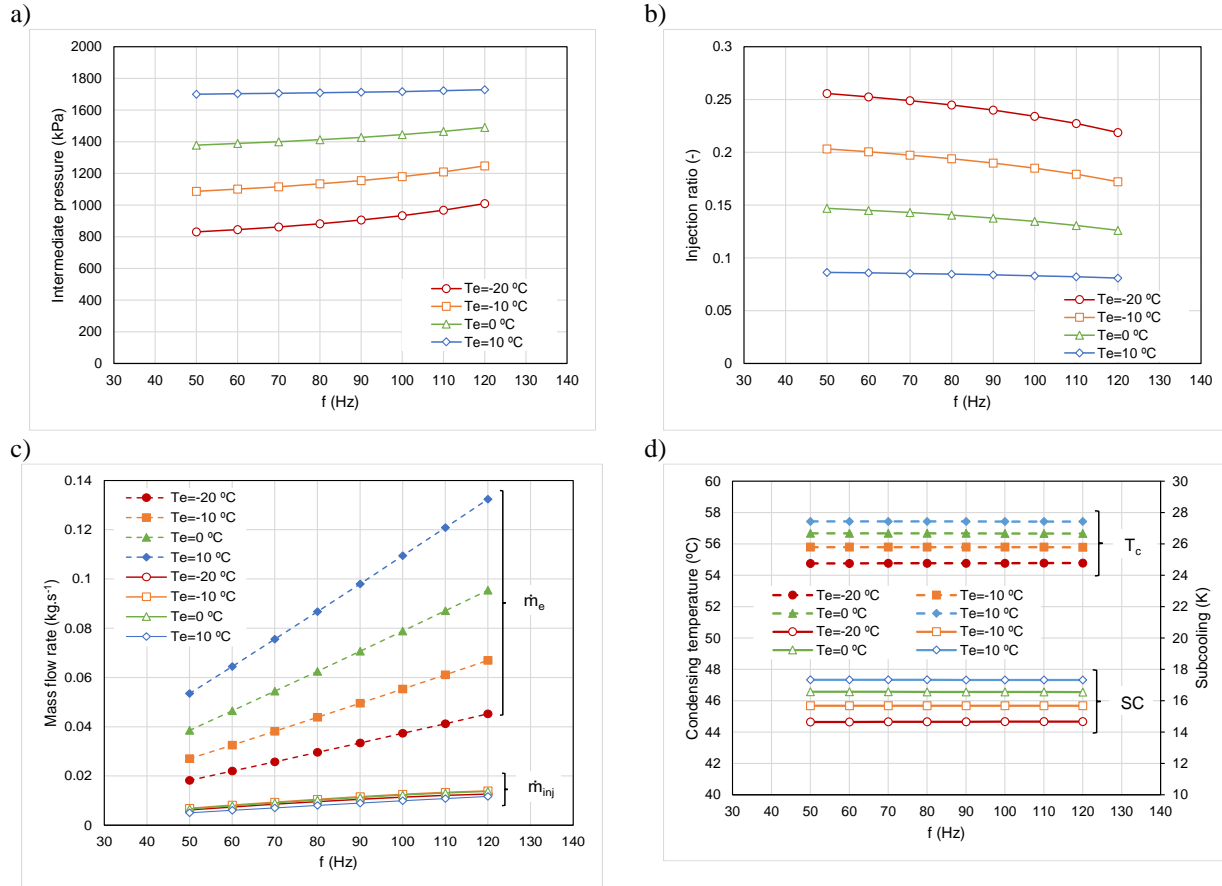 a)
Intermediate pressure (kPa)
2000
1800
1600
1400
1200
1000
800
600
400
200
0
Te=-20 ºC
Te=-10 ºC
Te=0 ºC
Te=10 ºC
30 40 50 60 70 80 90 100 110 120 130 140
f (Hz)
b)
Injection ratio (-)
0.3
0.25
0.2
0.15
0.1
0.05
0
Te=-20 ºC
Te=-10 ºC
Te=0 ºC
Te=10 ºC
30 40 50 60 70 80 90 100 110 120 130 140
f (Hz)
c)
Mass flow rate (kg.s-1)
0.14
0.12
0.1
0.08
0.06
0.04
0.02
0
Te=-20 ºC
Te=-10 ºC
Te=0 ºC
Te=10 ºC
Te=-20 ºC
Te=-10 ºC
Te=0 ºC
Te=10 ºC
ṁe
ṁinj
30 40 50 60 70 80 90 100 110 120 130 140
f (Hz)
d)
Condensing temperature (ºC)
60
58
56
54
52
50
48
46
44
42
40
Tc
Te=-20 ºC Te=-10 ºC
Te=0 ºC Te=10 ºC
Te=-20 ºC Te=-10 ºC
Te=0 ºC Te=10 ºC
SC
30
28
26
24
22
20
18
16
14
12
10
Subcooling (K)
30 40 50 60 70 80 90 100 110 120 130 140
f (Hz)